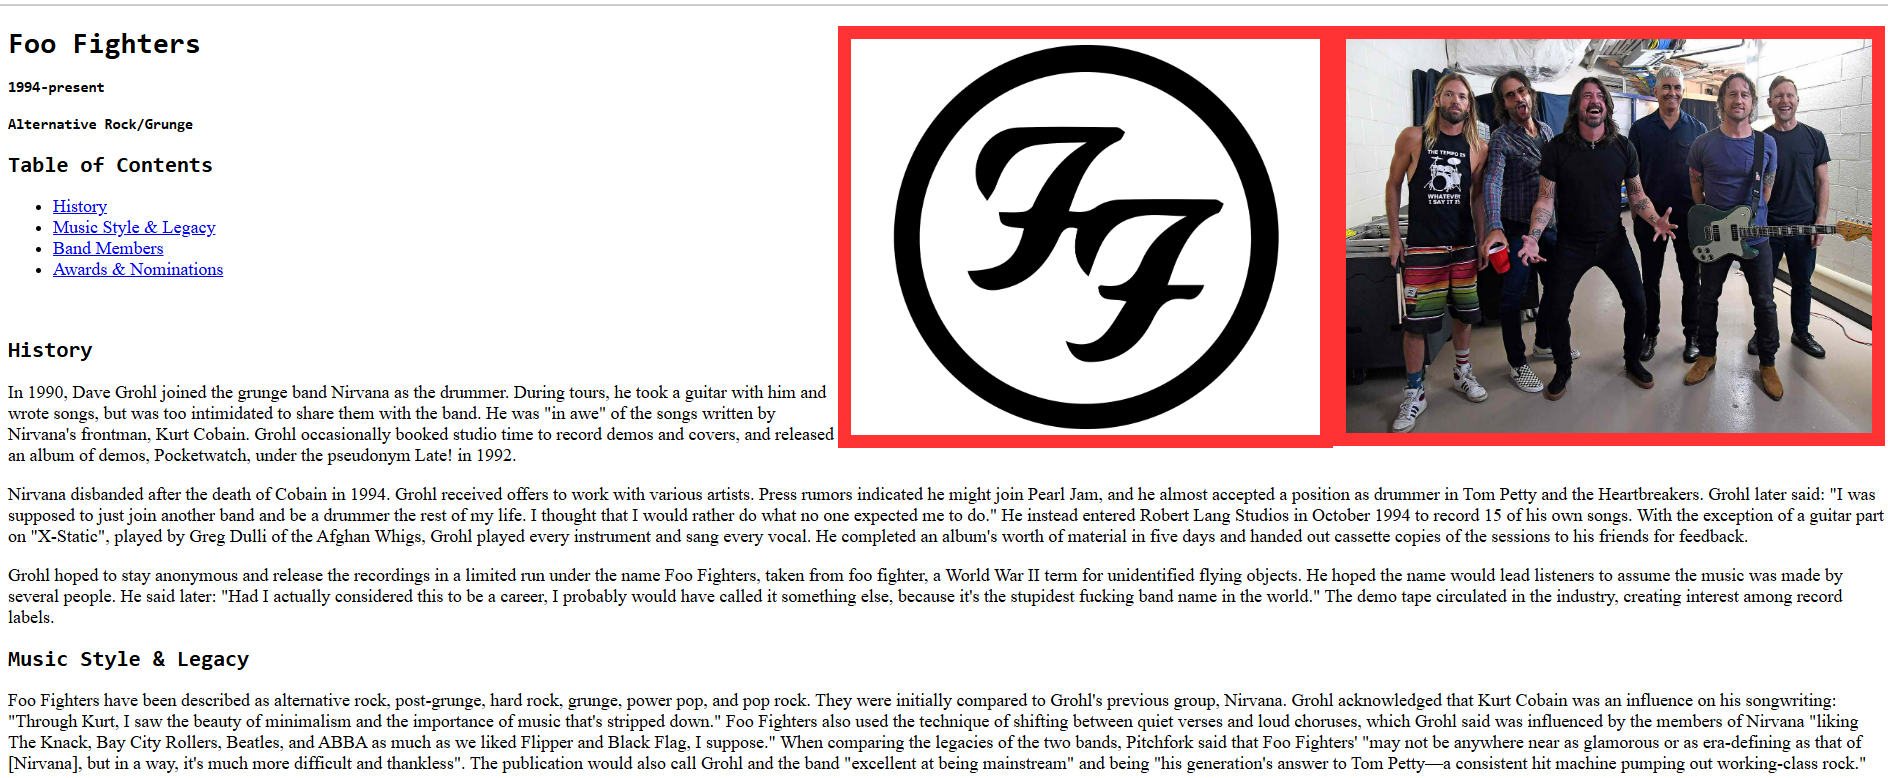 Foo Fighters
1994-present
Alternative Rock/Grunge
Table of Contents
History
Music Style & Legacy
Band Members
Awards & Nominations
FF
THE TEMPO IS
WHATEVER
I SAY IT IS
History
In 1990, Dave Grohl joined the grunge band Nirvana as the drummer. During tours, he took a guitar with him and
wrote songs, but was too intimidated to share them with the band. He was "in awe" of the songs written by
Nirvana's frontman, Kurt Cobain. Grohl occasionally booked studio time to record demos and covers, and released
an album of demos, Pocketwatch, under the pseudonym Late! in 1992.
Nirvana disbanded after the death of Cobain in 1994. Grohl received offers to work with various artists. Press rumors indicated he might join Pearl Jam, and he almost accepted a position as drummer in Tom Petty and the Heartbreakers. Grohl later said: "I was
supposed to just join another band and be a drummer the rest of my life. I thought that I would rather do what no one expected me to do." He instead entered Robert Lang Studios in October 1994 to record 15 of his own songs. With the exception of a guitar part
on "X-Static", played by Greg Dulli of the Afghan Whigs, Grohl played every instrument and sang every vocal. He completed an album's worth of material in five days and handed out cassette copies of the sessions to his friends for feedback.
Grohl hoped to stay anonymous and release the recordings in a limited run under the name Foo Fighters, taken from foo fighter, a World War II term for unidentified flying objects. He hoped the name would lead listeners to assume the music was made by
several people. He said later: "Had I actually considered this to be a career, I probably would have called it something else, because it's the stupidest fucking band name in the world." The demo tape circulated in the industry, creating interest among record
labels.
Music Style & Legacy
Foo Fighters have been described as alternative rock, post-grunge, hard rock, grunge, power pop, and pop rock. They were initially compared to Grohl's previous group, Nirvana. Grohl acknowledged that Kurt Cobain was an influence on his songwriting:
"Through Kurt, I saw the beauty of minimalism and the importance of music that's stripped down." Foo Fighters also used the technique of shifting between quiet verses and loud choruses, which Grohl said was influenced by the members of Nirvana "liking
The Knack, Bay City Rollers, Beatles, and ABBA as much as we liked Flipper and Black Flag, I suppose." When comparing the legacies of the two bands, Pitchfork said that Foo Fighters' "may not be anywhere near as glamorous or as era-defining as that of
[Nirvana], but in a way, it's much more difficult and thankless". The publication would also call Grohl and the band "excellent at being mainstream" and being "his generation's answer to Tom Petty—a consistent hit machine pumping out working-class rock."